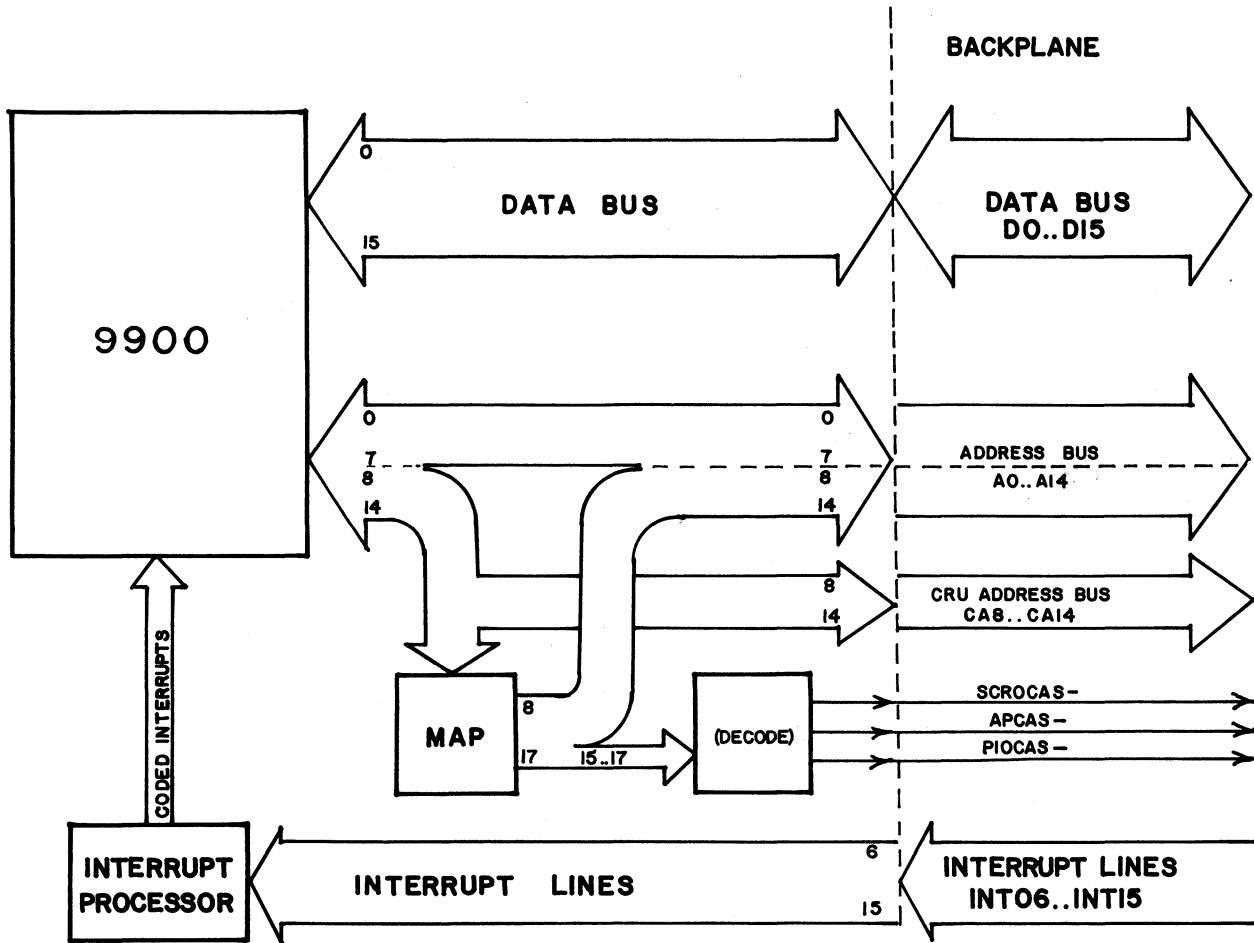 BACKPLANE
0
DATA BUS
15
DATA BUS
D0..D15
9900
0
0
7
8
7
8
ADDRESS BUS
A0..A14
14
14
8
14
CRU ADDRESS BUS
CA8..CA14
CODED INTERRUPTS
MAP
8
17
15..17
(DECODE)
SCROCAS-
APCAS-
PIOCAS-
INTERRUPT
PROCESSOR
INTERRUPT LINES
6
15
INTERRUPT LINES
INT06..INT15